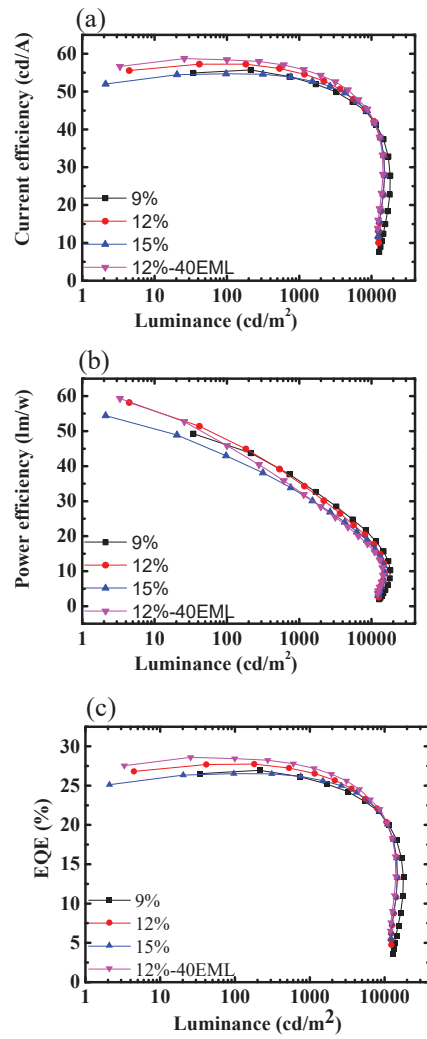 (a)
Current efficiency (cd/A)
70
60
50
40
30
20
10
0
9%
12%
15%
12%-40EML
1 10 100 1000 10000
Luminance (cd/m²)
(b)
Power efficiency (lm/w)
60
50
40
30
20
10
0
9%
12%
15%
12%-40EML
1 10 100 1000 10000
Luminance (cd/m²)
(c)
EQE (%)
30
25
20
15
10
5
0
9%
12%
15%
12%-40EML
1 10 100 1000 10000
Luminance (cd/m²)